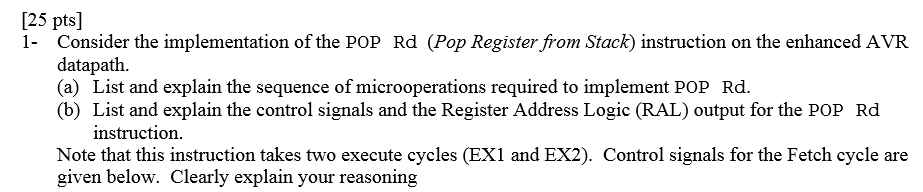 [25 pts]
1- Consider the implementation of the POP Rd (Pop Register from Stack) instruction on the enhanced AVR
datapath.
(a) List and explain the sequence of microoperations required to implement POP Rd.
(b) List and explain the control signals and the Register Address Logic (RAL) output for the POP Rd
instruction.
Note that this instruction takes two execute cycles (EX1 and EX2). Control signals for the Fetch cycle are
given below. Clearly explain your reasoning